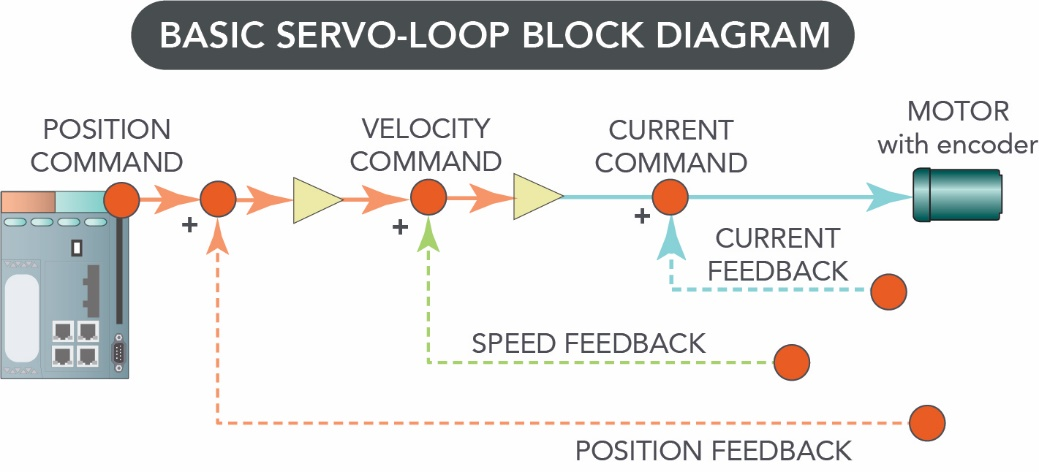 BASIC SERVO-LOOP BLOCK DIAGRAM
POSITION
COMMAND
VELOCITY
COMMAND
CURRENT
COMMAND
MOTOR
with encoder
+
+
+
CURRENT
FEEDBACK
SPEED FEEDBACK
POSITION FEEDBACK